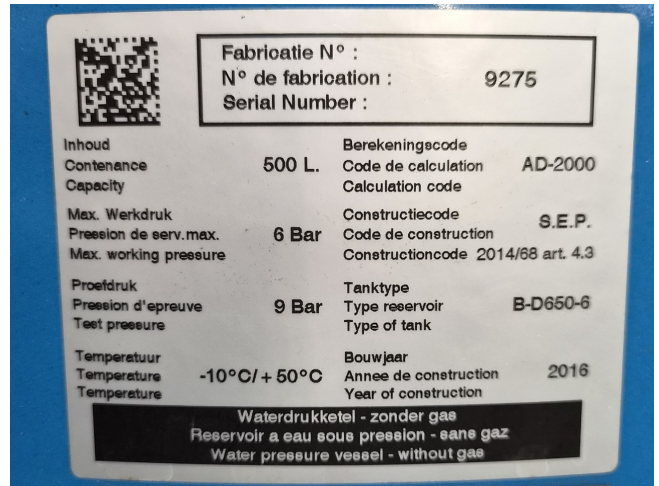 Fabricatie N° :
N° de fabrication : 9275
Serial Number :
Inhoud
Contenance 500 L.
Capacity
Berekeningscode
Code de calculation AD-2000
Calculation code
Max. Werkdruk
Pression de serv.max. 6 Bar
Max. working pressure
Constructiecode
Code de construction S.E.P.
Constructioncode 2014/68 art. 4.3
Proefdruk
Pression d'epreuve 9 Bar
Test pressure
Tanktype
Type reservoir B-D650-6
Type of tank
Temperatuur
Temperature -10°C/+50°C
Temperature
Bouwjaar
Annee de construction 2016
Year of construction
Waterdrukketel - zonder gas
Reservoir a eau sous pression - sans gaz
Water pressure vessel - without gas